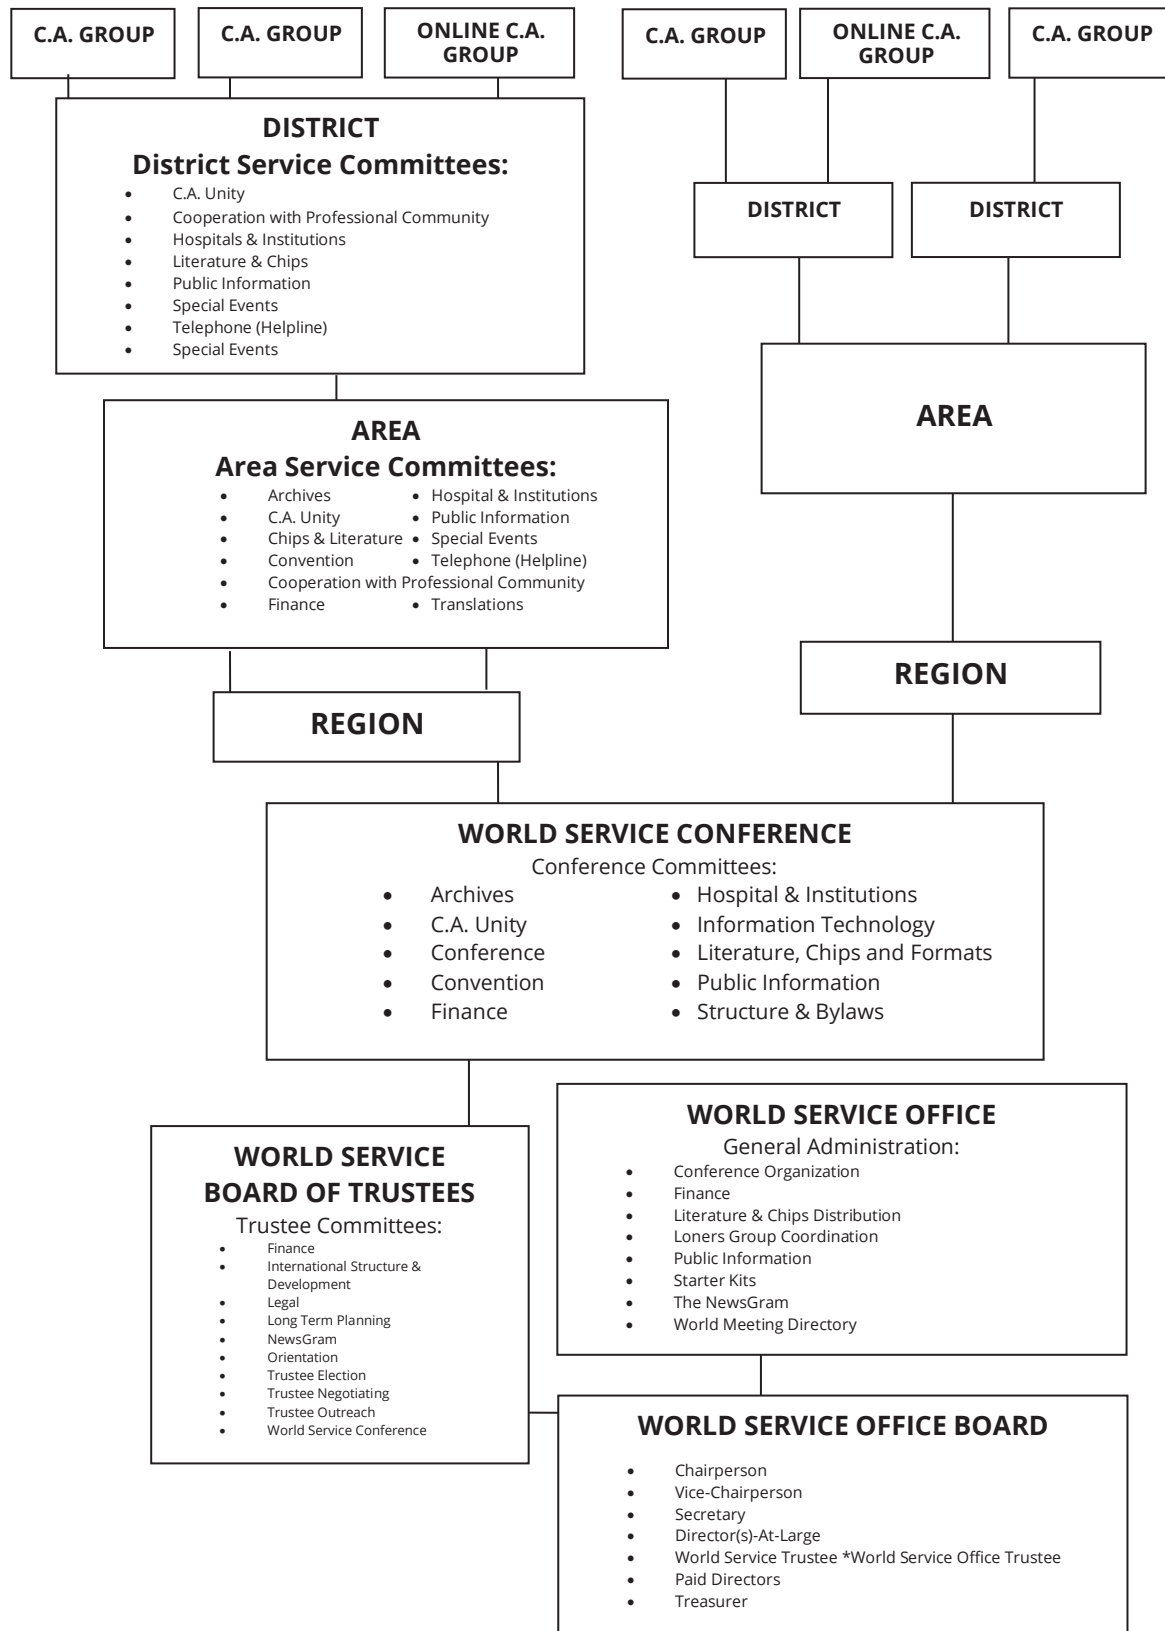 C.A. GROUP
C.A. GROUP
ONLINE C.A.
GROUP
C.A. GROUP
ONLINE C.A.
GROUP
C.A. GROUP
DISTRICT
District Service Committees:
• C.A. Unity
• Cooperation with Professional Community
• Hospitals & Institutions
• Literature & Chips
• Public Information
• Special Events
• Telephone (Helpline)
• Special Events
DISTRICT
DISTRICT
AREA
Area Service Committees:
• Archives • Hospital & Institutions
• C.A. Unity • Public Information
• Chips & Literature • Special Events
• Convention • Telephone (Helpline)
• Cooperation with Professional Community
• Finance • Translations
AREA
REGION
REGION
WORLD SERVICE CONFERENCE
Conference Committees:
• Archives • Hospital & Institutions
• C.A. Unity • Information Technology
• Conference • Literature, Chips and Formats
• Convention • Public Information
• Finance • Structure & Bylaws
WORLD SERVICE
BOARD OF TRUSTEES
Trustee Committees:
• Finance
• International Structure &
Development
• Legal
• Long Term Planning
• NewsGram
• Orientation
• Trustee Election
• Trustee Negotiating
• Trustee Outreach
• World Service Conference
WORLD SERVICE OFFICE
General Administration:
• Conference Organization
• Finance
• Literature & Chips Distribution
• Loners Group Coordination
• Public Information
• Starter Kits
• The NewsGram
• World Meeting Directory
WORLD SERVICE OFFICE BOARD
• Chairperson
• Vice-Chairperson
• Secretary
• Director(s)-At-Large
• World Service Trustee *World Service Office Trustee
• Paid Directors
• Treasurer